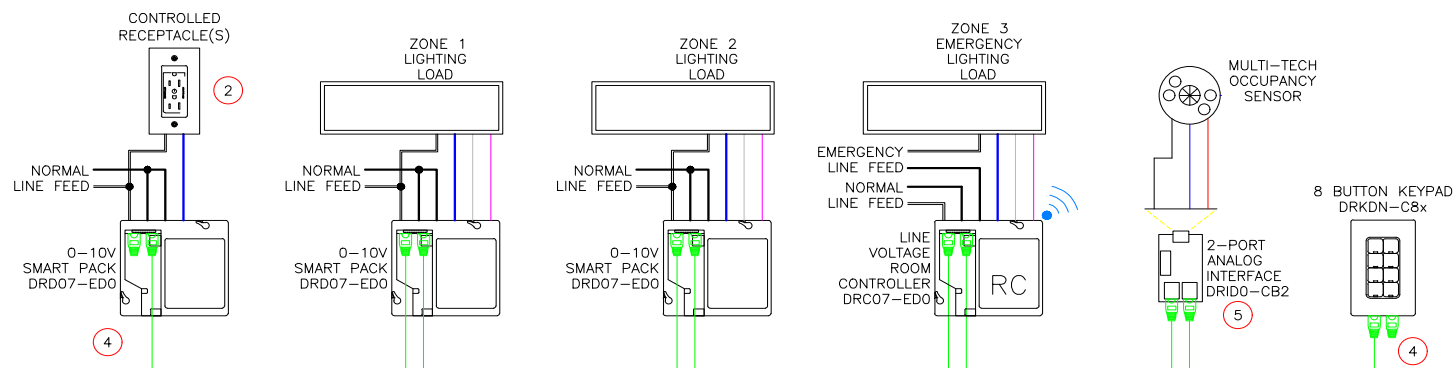 CONTROLLED
RECEPTACLE(S)
2
NORMAL
LINE FEED
0-10V
SMART PACK
DRD07-ED0
4
ZONE 1
LIGHTING
LOAD
NORMAL
LINE FEED
0-10V
SMART PACK
DRD07-ED0
ZONE 2
LIGHTING
LOAD
NORMAL
LINE FEED
0-10V
SMART PACK
DRD07-ED0
ZONE 3
EMERGENCY
LIGHTING
LOAD
EMERGENCY
LINE FEED
NORMAL
LINE FEED
LINE
VOLTAGE
ROOM
CONTROLLER
DRC07-ED0
RC
MULTI-TECH
OCCUPANCY
SENSOR
2-PORT
ANALOG
INTERFACE
DRID0-CB2
5
8 BUTTON KEYPAD
DRKDN-C8x
4